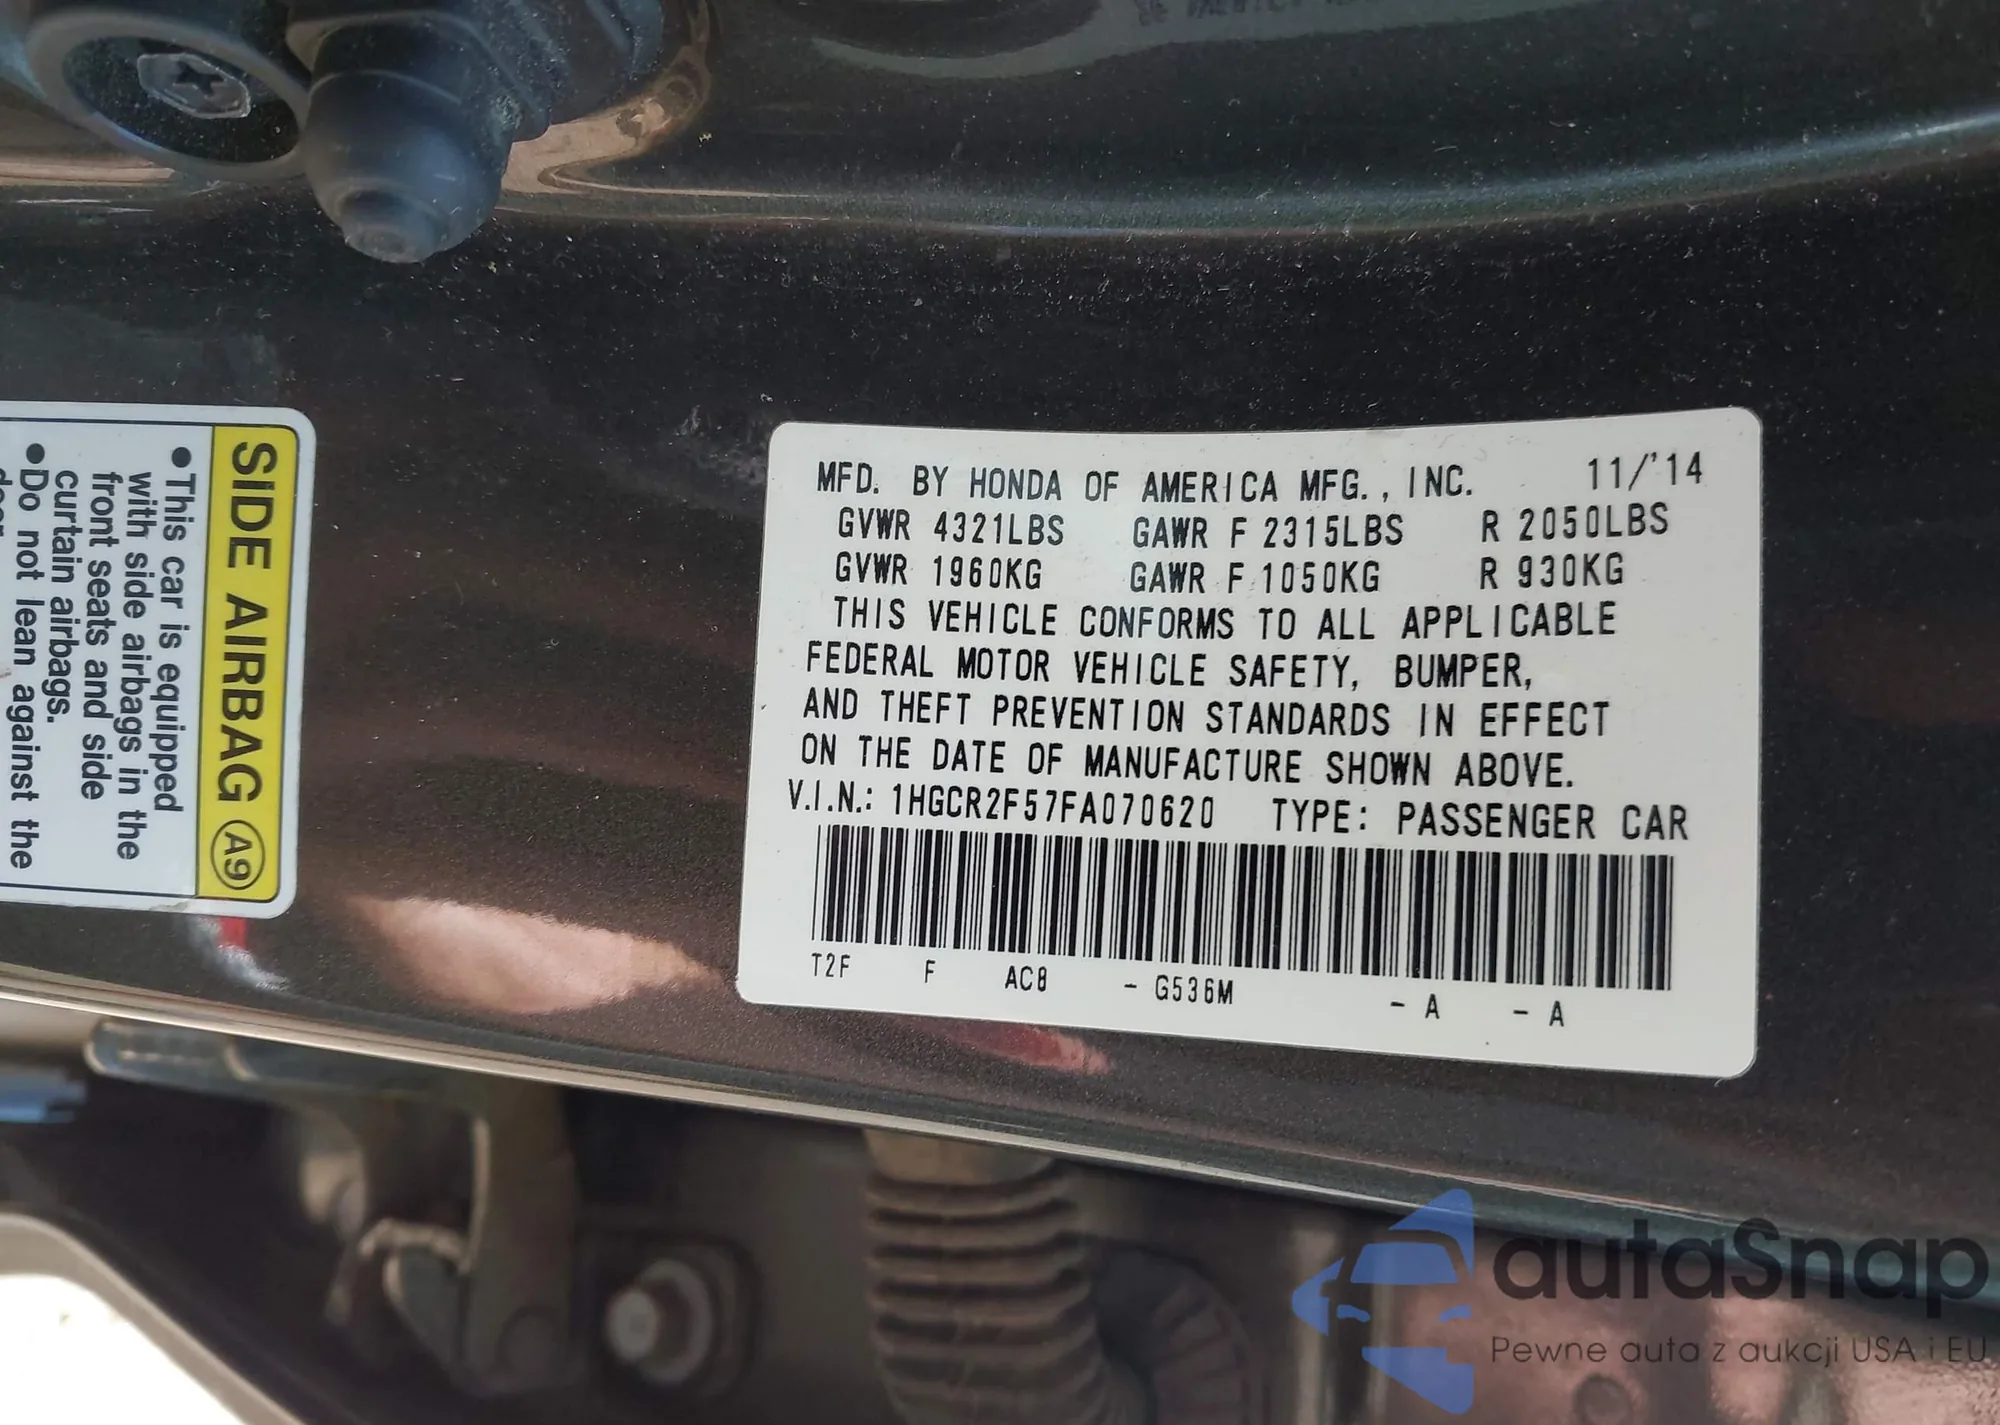 SIDE AIRBAG A9
●This car is equipped
with side airbags in the
front seats and side
curtain airbags.
●Do not lean against the
MFD. BY HONDA OF AMERICA MFG., INC. 11/'14
GVWR 4321LBS GAWR F 2315LBS R 2050LBS
GVWR 1960KG GAWR F 1050KG R 930KG
THIS VEHICLE CONFORMS TO ALL APPLICABLE
FEDERAL MOTOR VEHICLE SAFETY, BUMPER,
AND THEFT PREVENTION STANDARDS IN EFFECT
ON THE DATE OF MANUFACTURE SHOWN ABOVE.
V.I.N.: 1HGCR2F57FA070620 TYPE: PASSENGER CAR
T2F F AC8 - G536M - A - A
autaSnap
Pewne auta z aukcji USA i EU